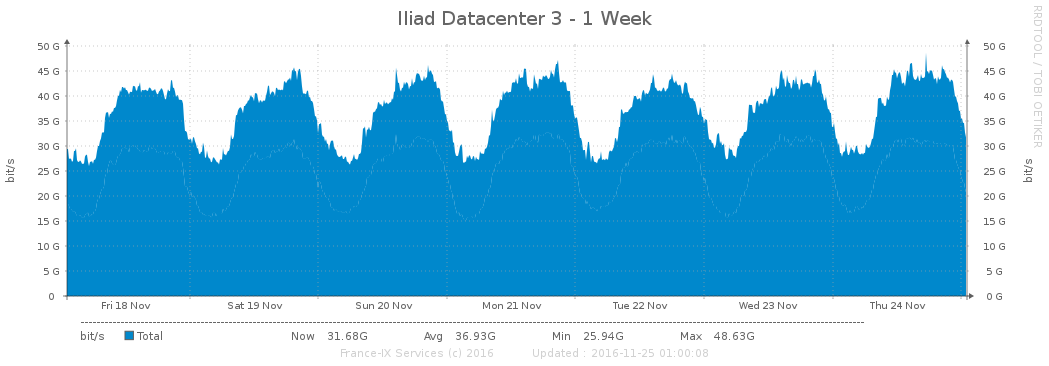 Iliad Datacenter 3 - 1 Week
RRDTOOL / TOBI OETIKER
50 G 50 G
45 G 45 G
40 G 40 G
35 G 35 G
30 G 30 G
25 G 25 G
20 G 20 G
15 G 15 G
10 G 10 G
5 G 5 G
0 0 G
bit/s bit/s
Fri 18 Nov Sat 19 Nov Sun 20 Nov Mon 21 Nov Tue 22 Nov Wed 23 Nov Thu 24 Nov
bit/s Total Now 31.68G Avg 36.93G Min 25.94G Max 48.63G
France-IX Services (c) 2016 Updated : 2016-11-25 01:00:08